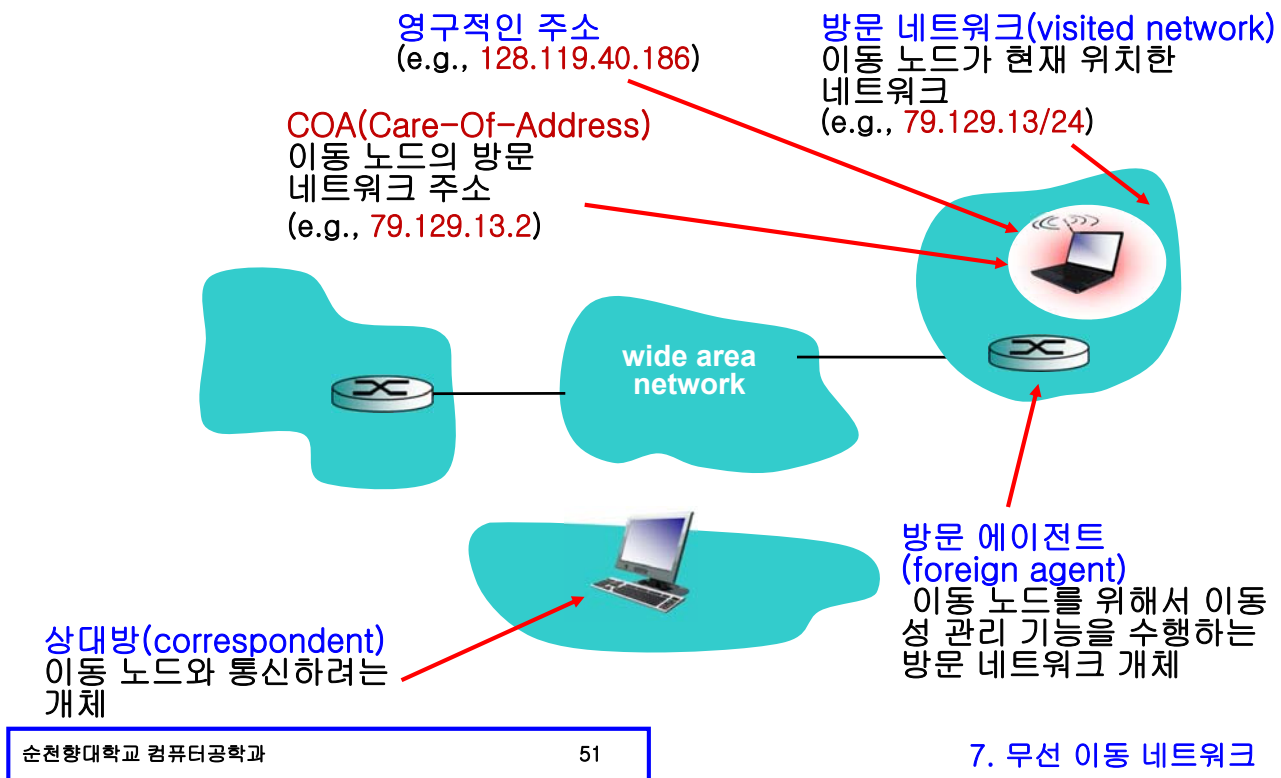 영구적인 주소
(e.g., 128.119.40.186)
방문 네트워크(visited network)
이동 노드가 현재 위치한
네트워크
(e.g., 79.129.13/24)
COA(Care-Of-Address)
이동 노드의 방문
네트워크 주소
(e.g., 79.129.13.2)
wide area
network
방문 에이전트
(foreign agent)
이동 노드를 위해서 이동
성 관리 기능을 수행하는
방문 네트워크 개체
상대방(correspondent)
이동 노드와 통신하려는
개체
순천향대학교 컴퓨터공학과
51
7. 무선 이동 네트워크